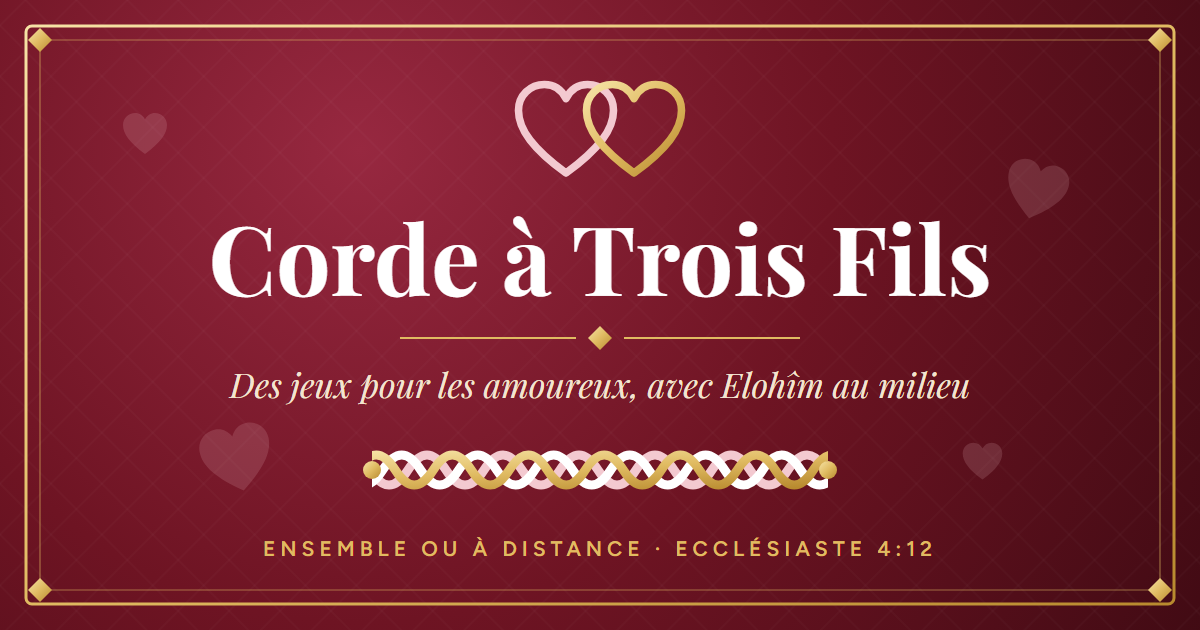 Corde à Trois Fils
Des jeux pour les amoureux, avec Elohîm au milieu
ENSEMBLE OU À DISTANCE · ECCLÉSIASTE 4:12